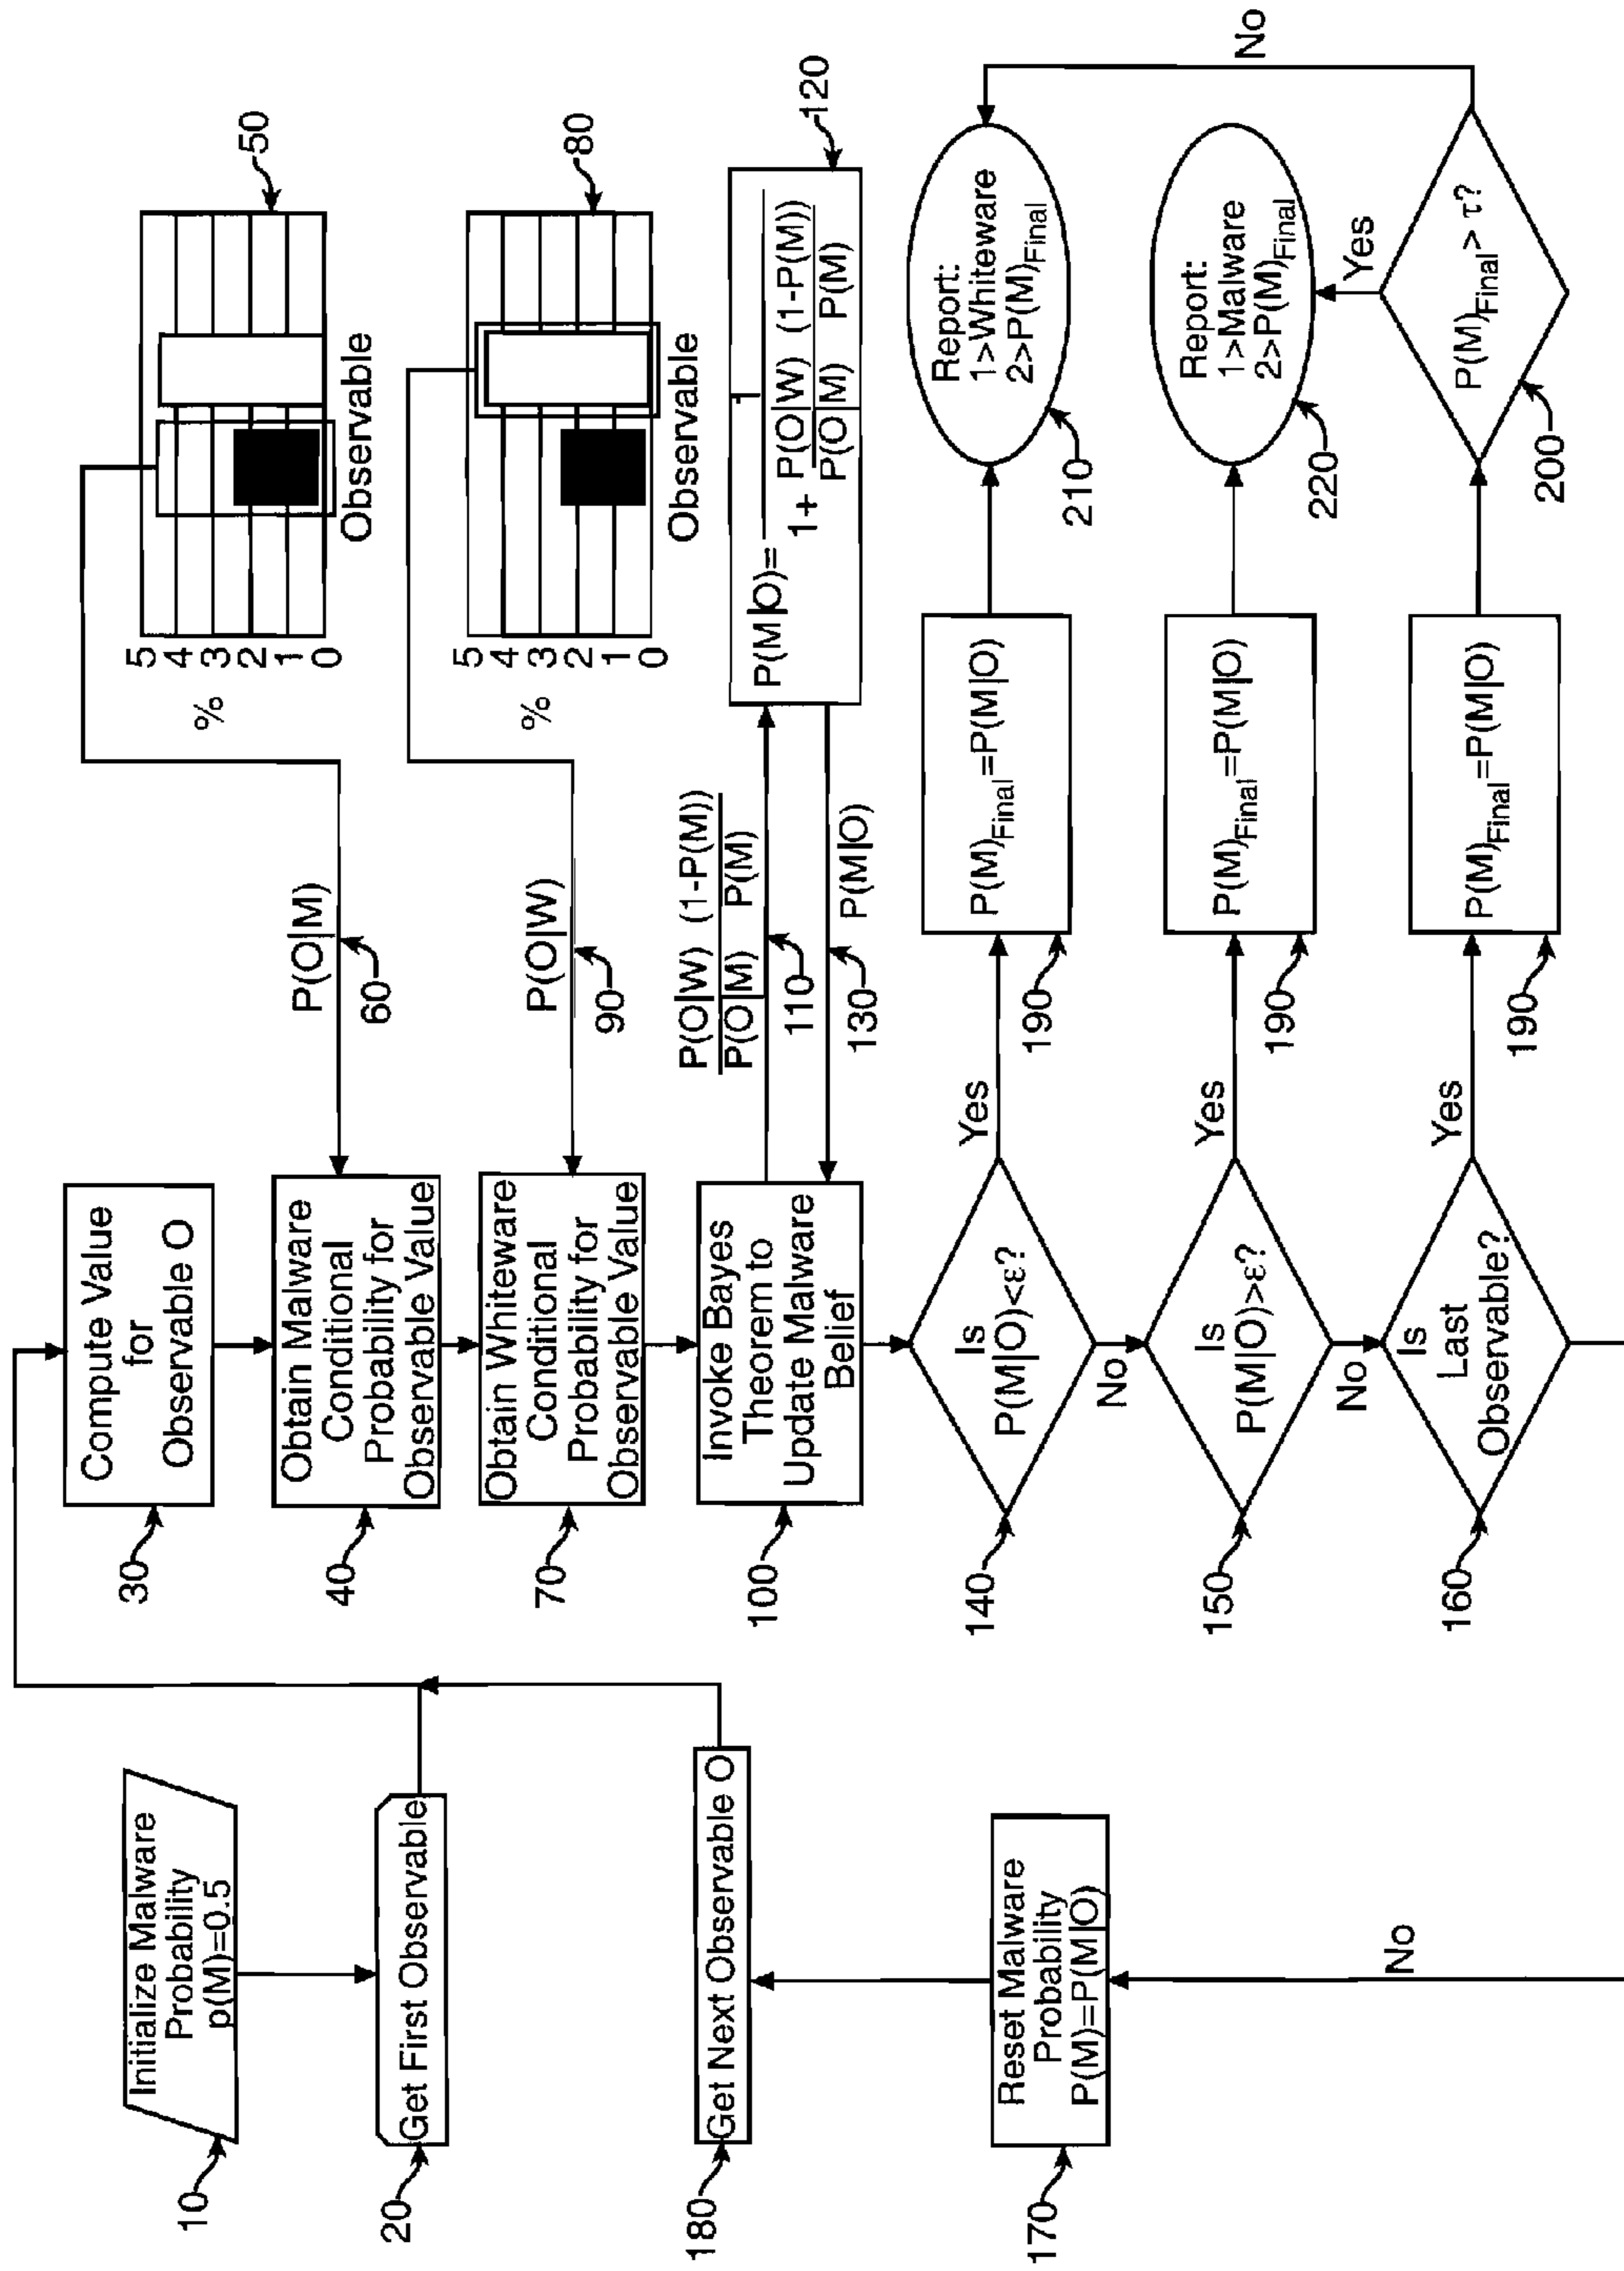 Initialize Malware
Probability
p(M)=0.5
10
Get First Observable
20
Get Next Observable O
180
Reset Malware
Probability
P(M)=P(M|O)
170
No
Compute Value
for
Observable O
30
Obtain Malware
Conditional
Probability for
Observable Value
40
P(O|M)
60
5
4
3
2
1
0
%
Observable
50
Obtain Whiteware
Conditional
Probability for
Observable Value
70
P(O|W)
90
5
4
3
2
1
0
%
Observable
80
Invoke Bayes
Theorem to
Update Malware
Belief
100
P(O|W) (1-P(M))
P(O|M) P(M)
110
P(M|O)
130
1
P(M|O)=
1+ P(O|W) (1-P(M))
P(O|M) P(M)
120
Is
P(M|O)<ε?
140
Yes
No
P(M)Final=P(M|O)
190
Report:
1>Whiteware
2>P(M)Final
210
Is
P(M|O)>ε?
150
Yes
No
P(M)Final=P(M|O)
190
Report:
1>Malware
2>P(M)Final
220
Is
Last
Observable?
160
Yes
P(M)Final=P(M|O)
190
P(M)Final> τ?
200
Yes
No